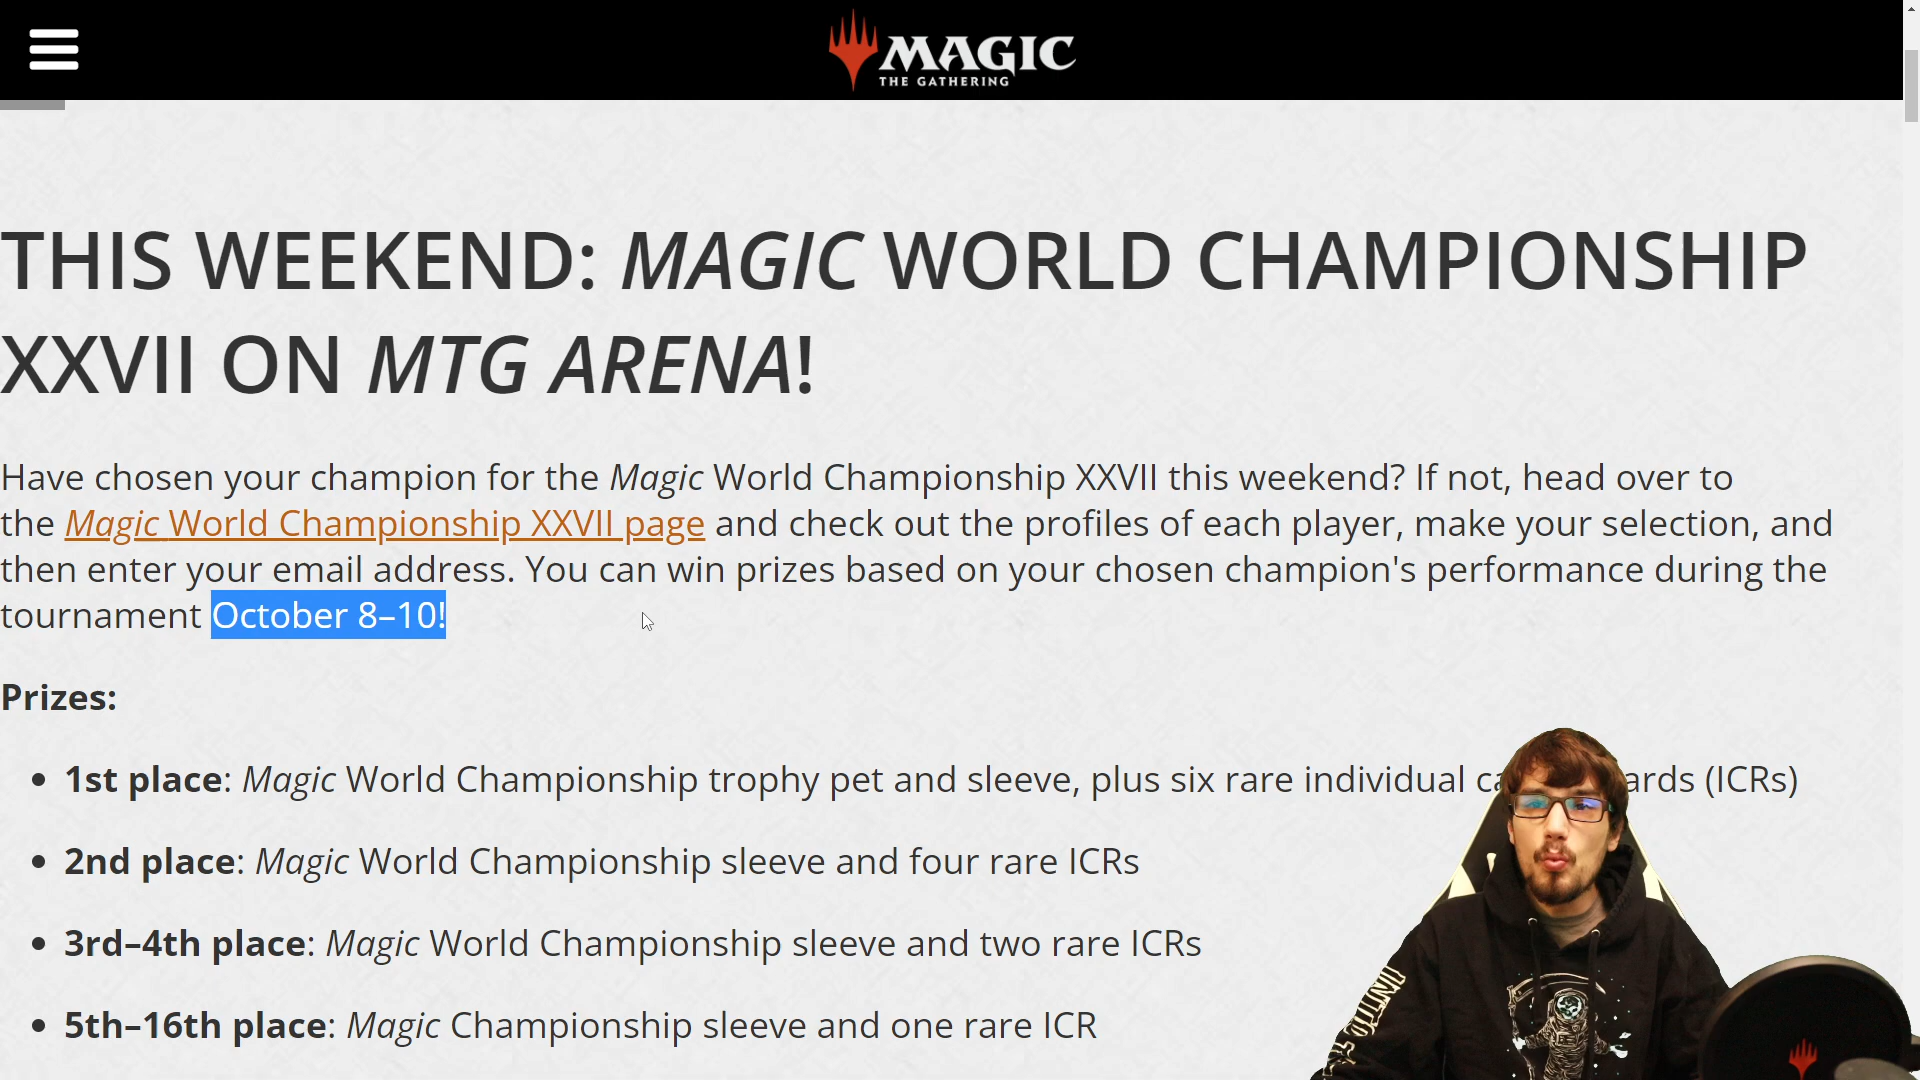 MAGIC
THE GATHERING
THIS WEEKEND: MAGIC WORLD CHAMPIONSHIP
XXVII ON MTG ARENA!
Have chosen your champion for the Magic World Championship XXVII this weekend? If not, head over to
the Magic World Championship XXVII page and check out the profiles of each player, make your selection, and
then enter your email address. You can win prizes based on your chosen champion's performance during the
tournament October 8–10!
Prizes:
• 1st place: Magic World Championship trophy pet and sleeve, plus six rare individual ca ards (ICRs)
• 2nd place: Magic World Championship sleeve and four rare ICRs
• 3rd–4th place: Magic World Championship sleeve and two rare ICRs
• 5th–16th place: Magic Championship sleeve and one rare ICR